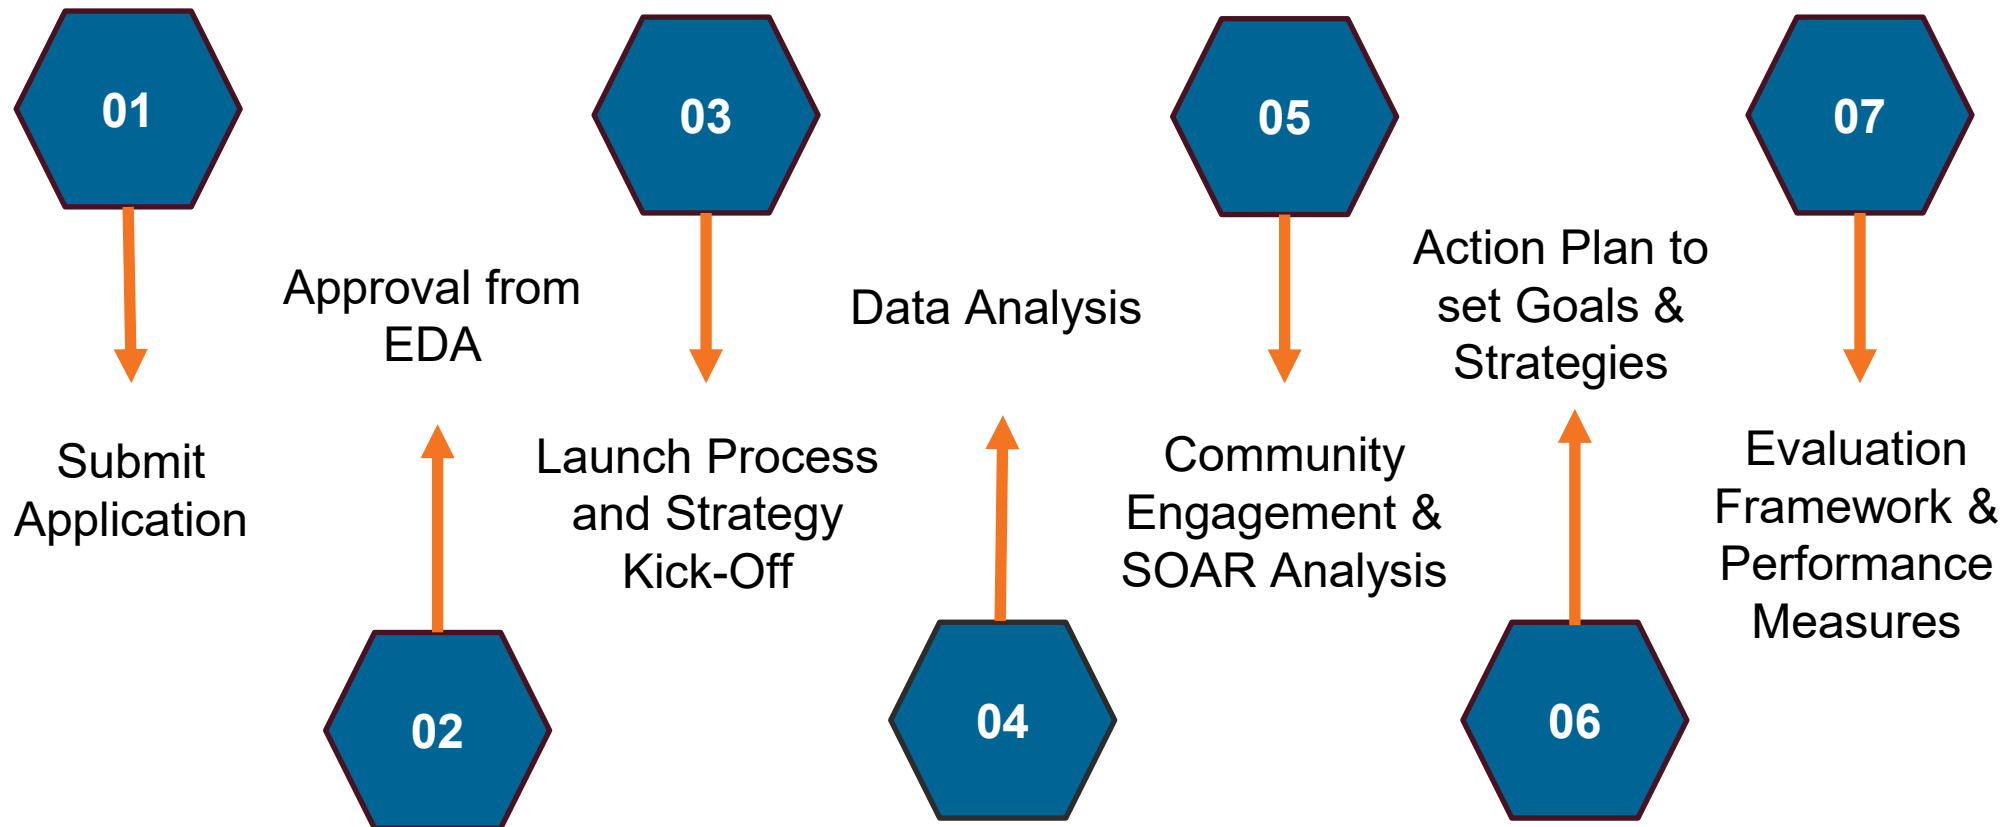 01
Submit
Application
02
Approval from
EDA
03
Launch Process
and Strategy
Kick-Off
04
Data Analysis
05
Community
Engagement &
SOAR Analysis
06
Action Plan to
set Goals &
Strategies
07
Evaluation
Framework &
Performance
Measures